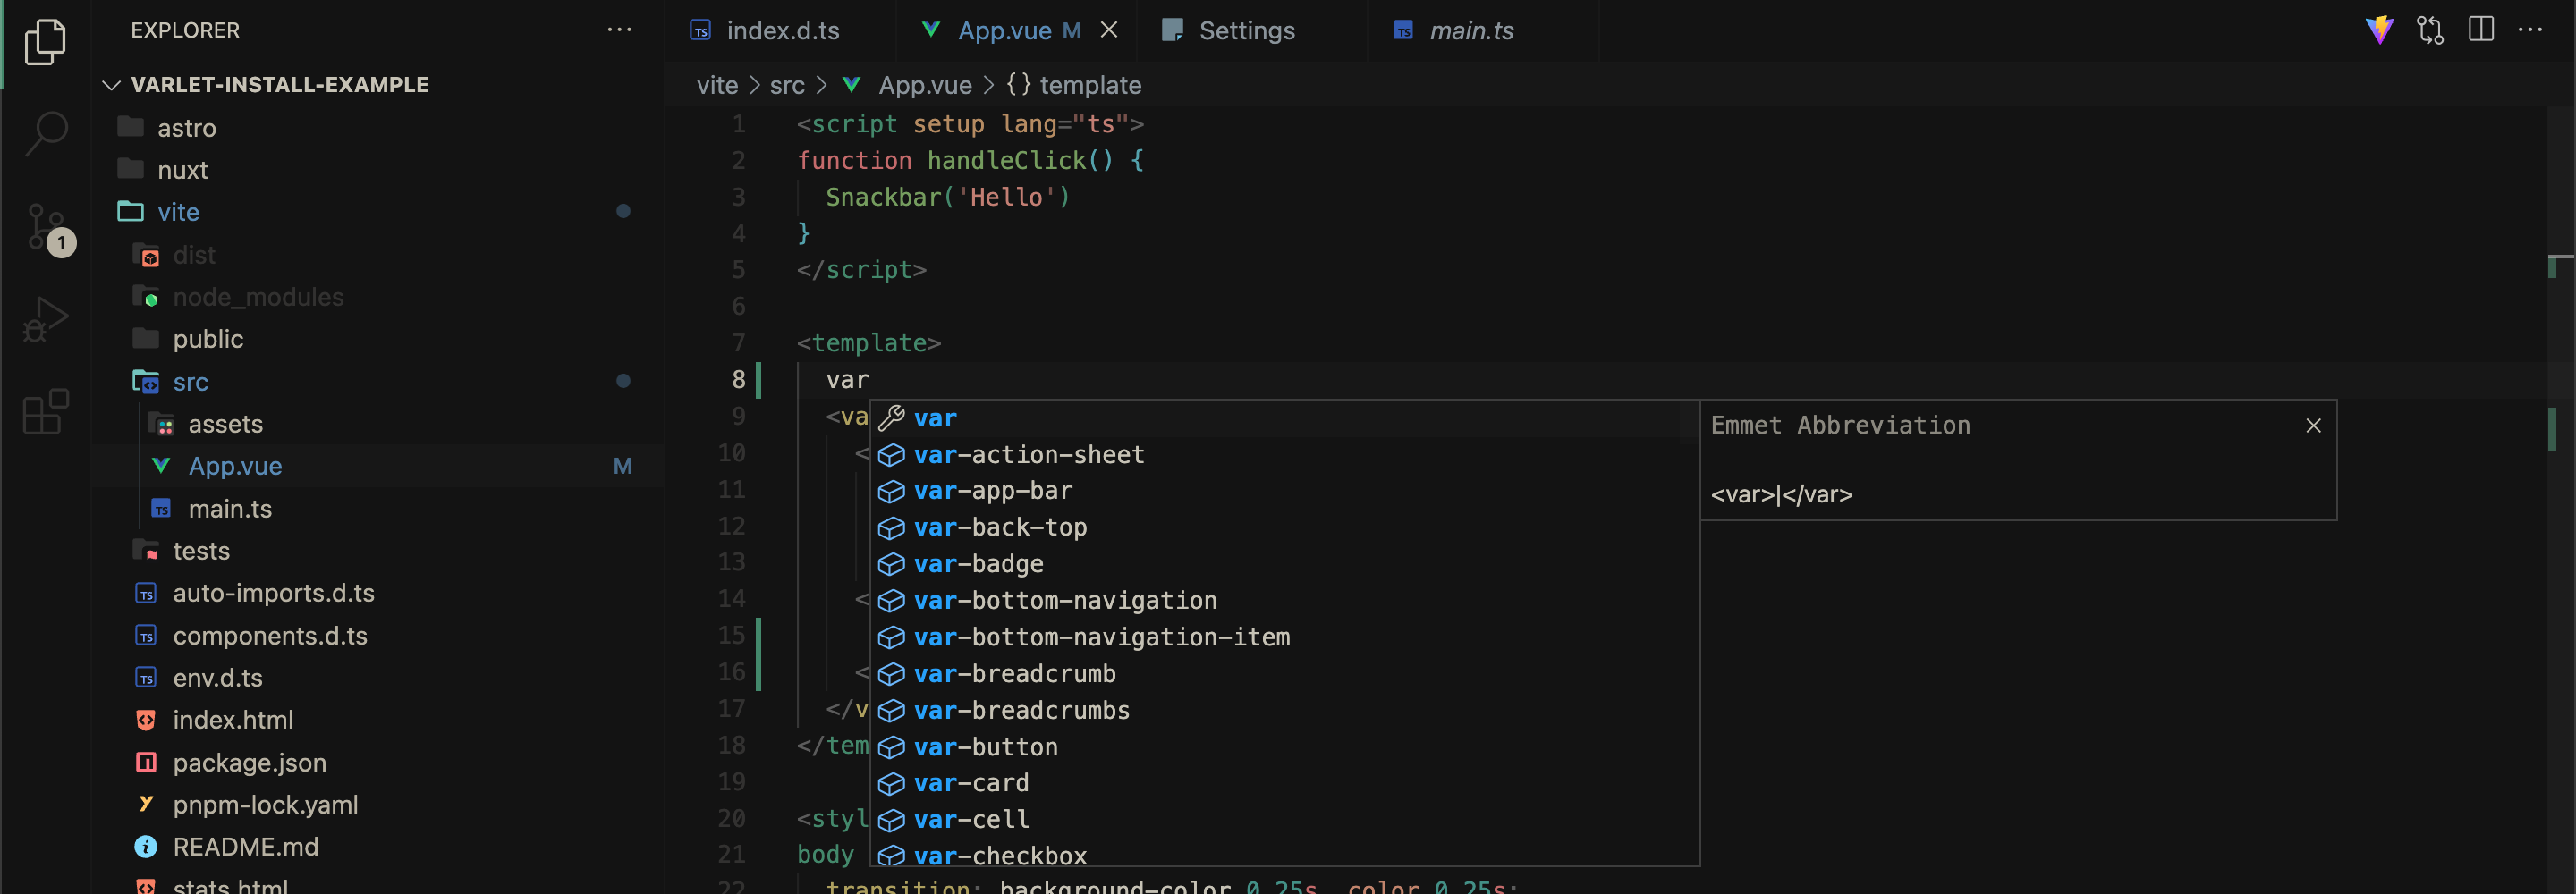 EXPLORER
VARLET-INSTALL-EXAMPLE
astro
nuxt
vite
dist
node_modules
public
src
assets
App.vue M
main.ts
tests
auto-imports.d.ts
components.d.ts
env.d.ts
index.html
package.json
pnpm-lock.yaml
README.md
stats.html
1
index.d.ts App.vue M Settings main.ts
vite > src > App.vue > {} template
1 <script setup lang="ts">
2 function handleClick() {
3 Snackbar('Hello')
4 }
5 </script>
6
7 <template>
8 var
9 <va
10 <
11
12
13
14 <
15
16 <
17 </v
18 </tem
19
20 <styl
21 body
22 transition: background-color 0.25s, color 0.25s;
var
var-action-sheet
var-app-bar
var-back-top
var-badge
var-bottom-navigation
var-bottom-navigation-item
var-breadcrumb
var-breadcrumbs
var-button
var-card
var-cell
var-checkbox
Emmet Abbreviation
<var>|</var>